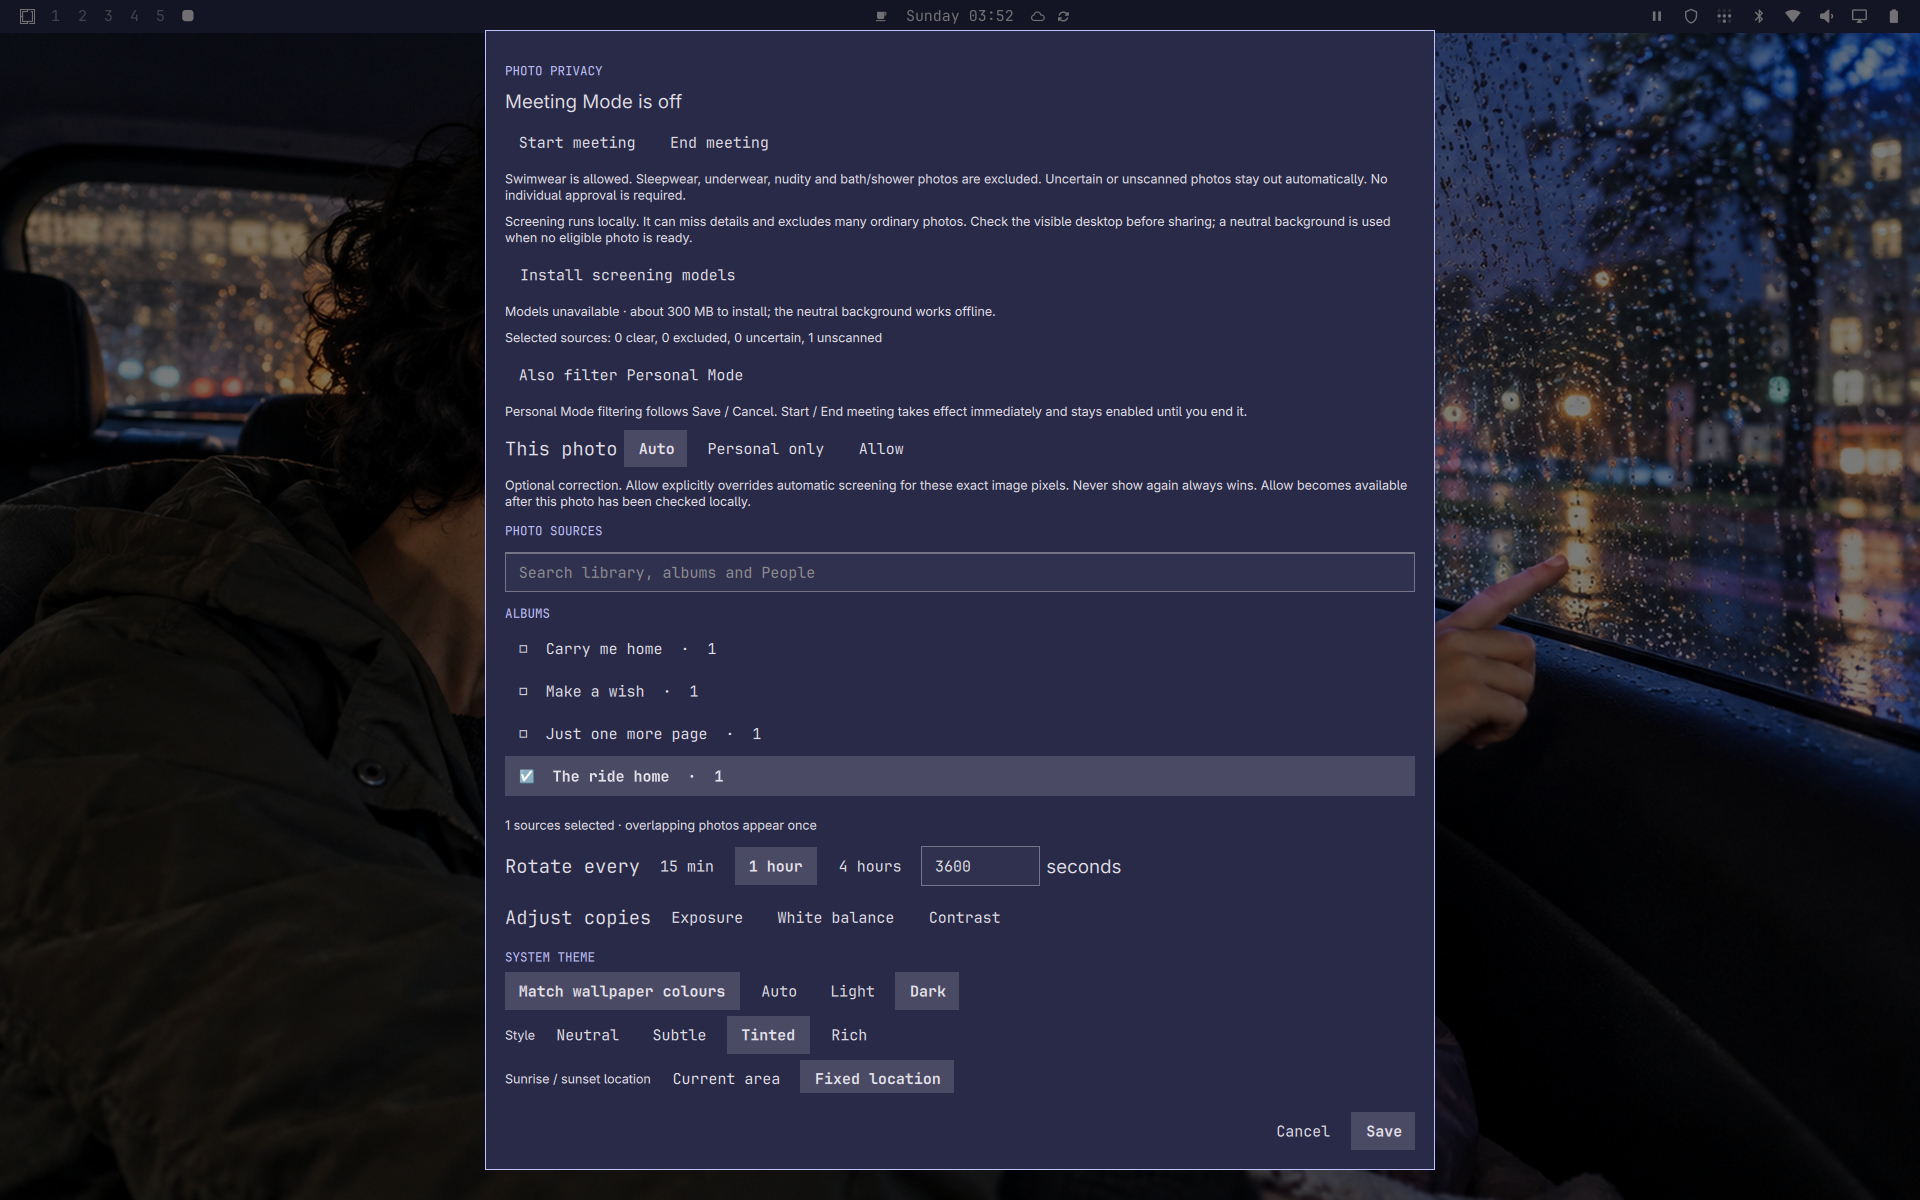 1 2 3 4 5
Sunday 03:52
PHOTO PRIVACY
Meeting Mode is off
Start meeting End meeting
Swimwear is allowed. Sleepwear, underwear, nudity and bath/shower photos are excluded. Uncertain or unscanned photos stay out automatically. No
individual approval is required.
Screening runs locally. It can miss details and excludes many ordinary photos. Check the visible desktop before sharing; a neutral background is used
when no eligible photo is ready.
Install screening models
Models unavailable · about 300 MB to install; the neutral background works offline.
Selected sources: 0 clear, 0 excluded, 0 uncertain, 1 unscanned
Also filter Personal Mode
Personal Mode filtering follows Save / Cancel. Start / End meeting takes effect immediately and stays enabled until you end it.
This photo Auto Personal only Allow
Optional correction. Allow explicitly overrides automatic screening for these exact image pixels. Never show again always wins. Allow becomes available
after this photo has been checked locally.
PHOTO SOURCES
Search library, albums and People
ALBUMS
Carry me home · 1
Make a wish · 1
Just one more page · 1
The ride home · 1
1 sources selected · overlapping photos appear once
Rotate every 15 min 1 hour 4 hours 3600 seconds
Adjust copies Exposure White balance Contrast
SYSTEM THEME
Match wallpaper colours Auto Light Dark
Style Neutral Subtle Tinted Rich
Sunrise / sunset location Current area Fixed location
Cancel Save